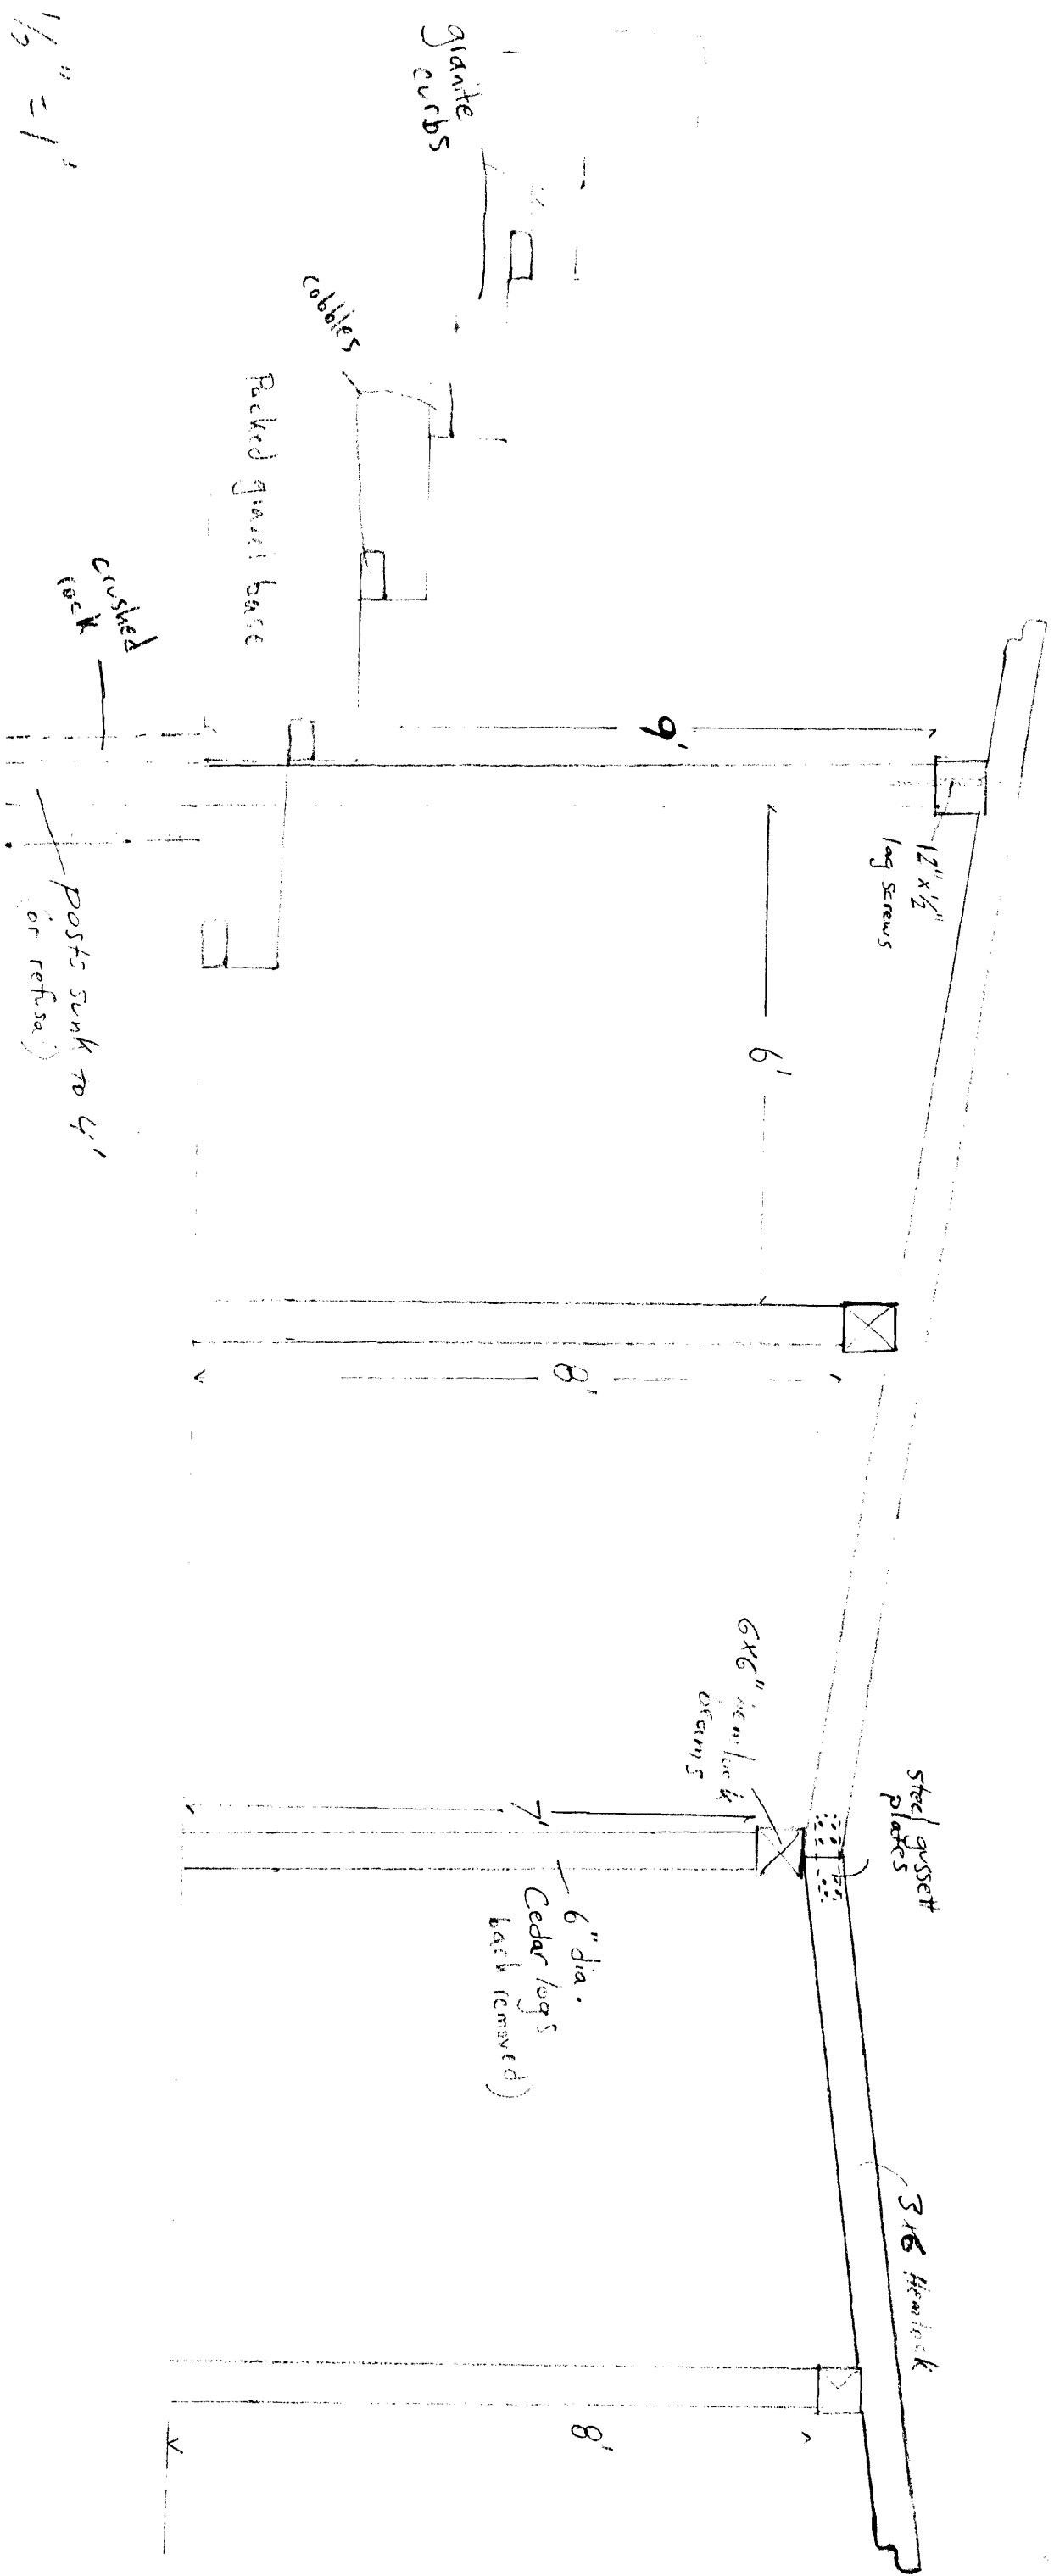 1/2" = 1'
granite
curbs
cobbles
Packed gravel base
crushed
rock
posts sunk to 4'
(or refusal)
9'
12" x 1/2"
lag screws
6'
8'
6x6" hemlock
beams
steel gussett
plates
7'
6" dia.
Cedar logs
bark removed)
3x6 Hemlock
8'